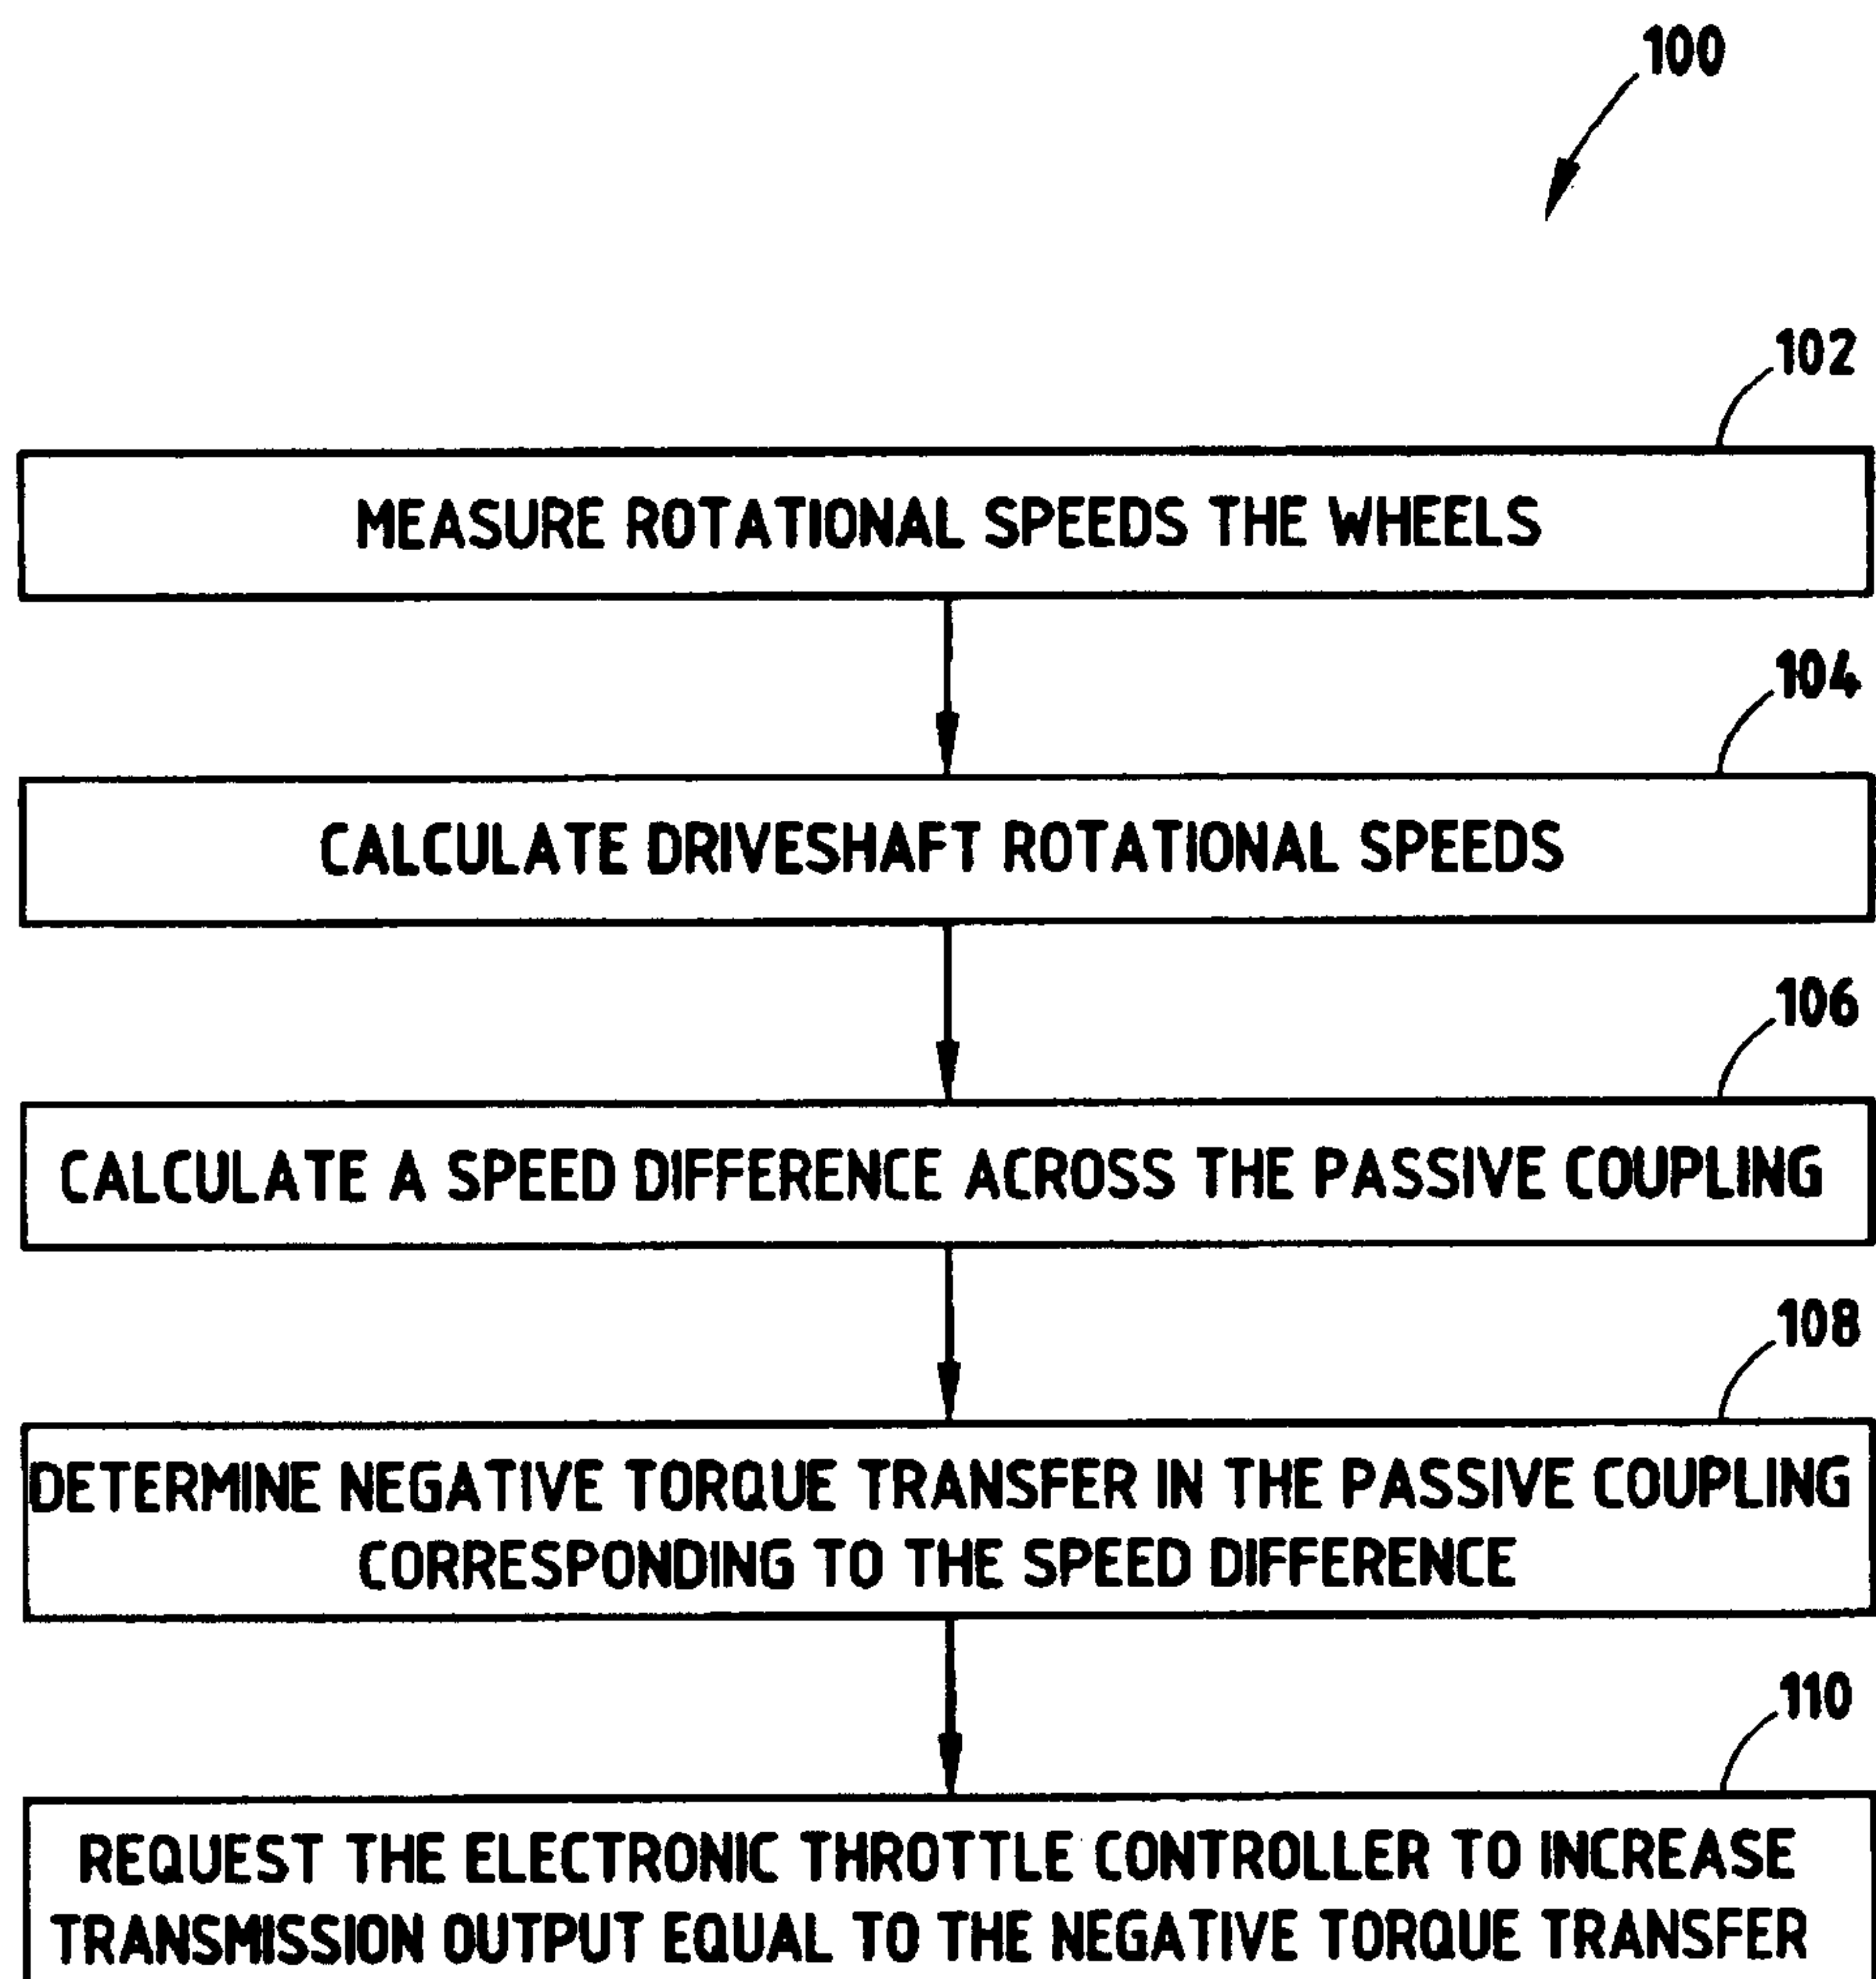 100
102
MEASURE ROTATIONAL SPEEDS THE WHEELS
104
CALCULATE DRIVESHAFT ROTATIONAL SPEEDS
106
CALCULATE A SPEED DIFFERENCE ACROSS THE PASSIVE COUPLING
108
DETERMINE NEGATIVE TORQUE TRANSFER IN THE PASSIVE COUPLING
CORRESPONDING TO THE SPEED DIFFERENCE
110
REQUEST THE ELECTRONIC THROTTLE CONTROLLER TO INCREASE
TRANSMISSION OUTPUT EQUAL TO THE NEGATIVE TORQUE TRANSFER